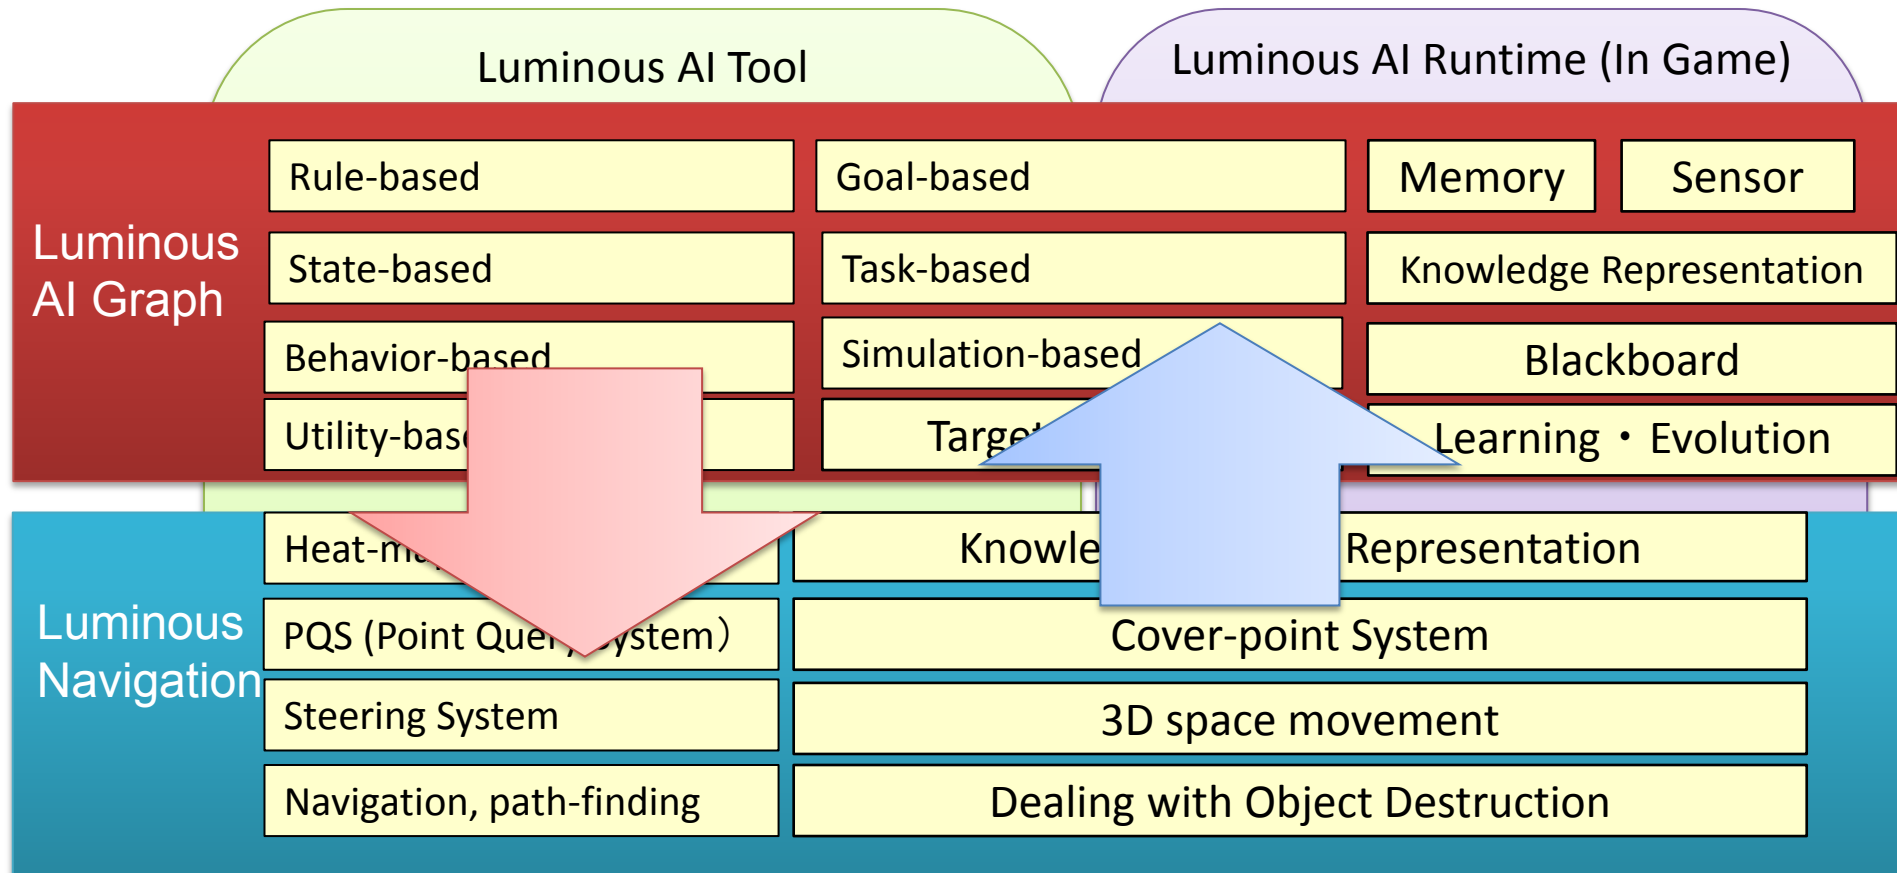 Luminous AI Tool
Luminous AI Runtime (In Game)
Luminous
AI Graph
Rule-based
Goal-based
Memory
Sensor
State-based
Task-based
Knowledge Representation
Behavior-based
Simulation-based
Blackboard
Learning・Evolution
Luminous
Navigation
Representation
PQS (Point Query System）
Cover-point System
Steering System
3D space movement
Navigation, path-finding
Dealing with Object Destruction